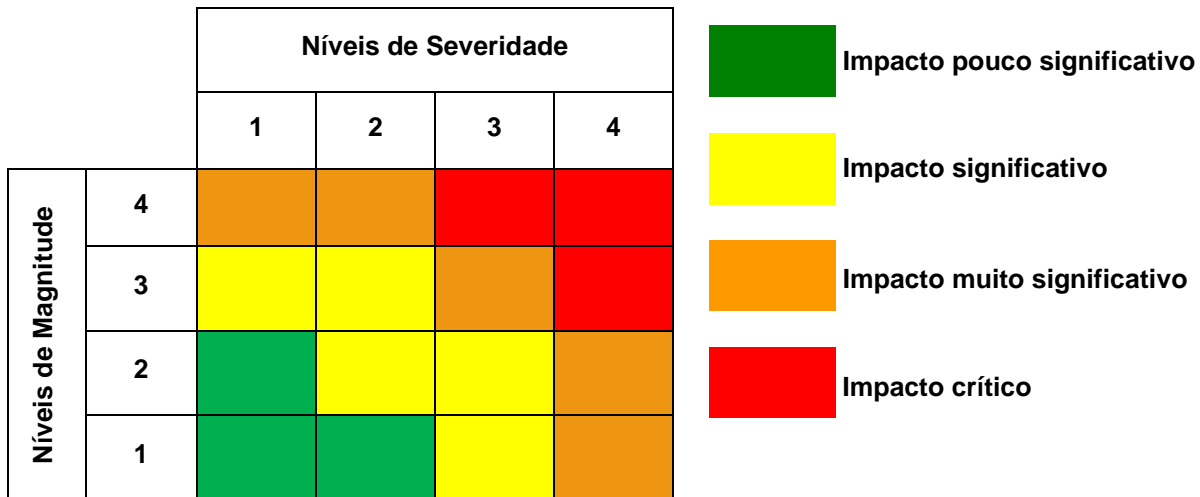 Níveis de Severidade
1 2 3 4
Níveis de Magnitude
4
3
2
1
Impacto pouco significativo
Impacto significativo
Impacto muito significativo
Impacto crítico